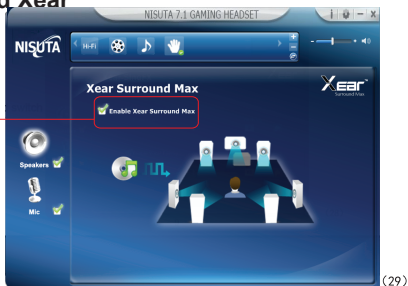 Xear
NISUTA 7.1 GAMING HEADSET
NISUTA
Hi-Fi
Xear Surround Max
Xear
Surround Max
Enable Xear Surround Max
Speakers
Mic
(29)